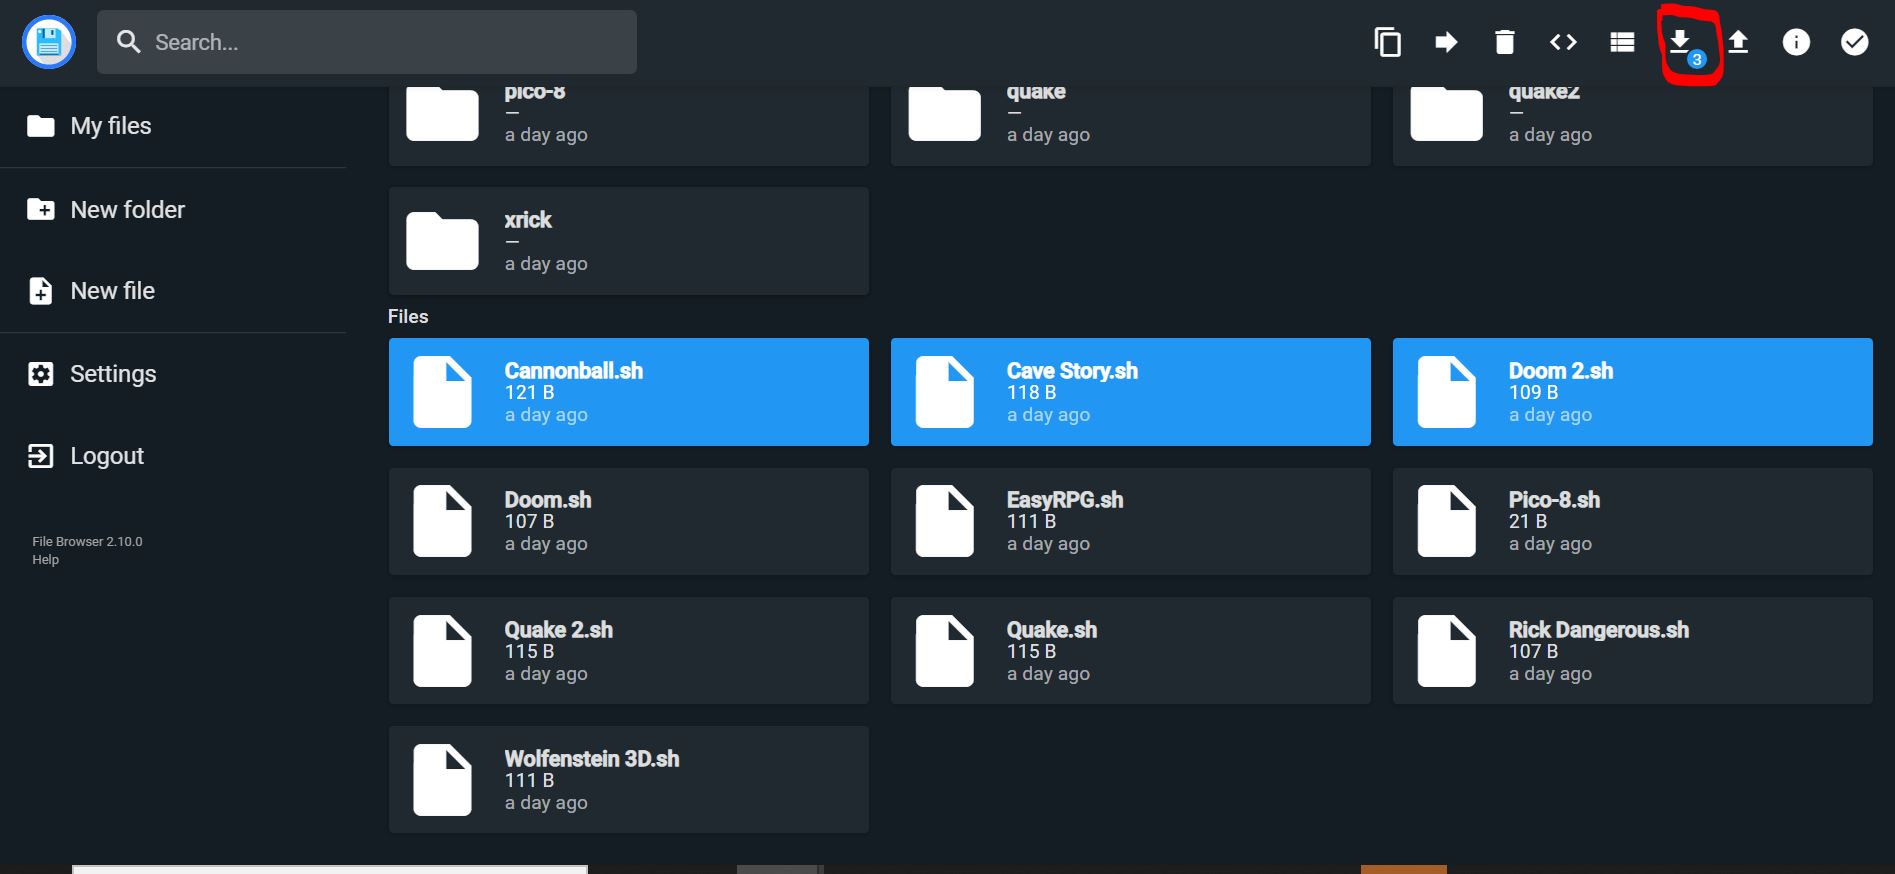 Search...
3
My files
New folder
New file
Settings
Logout
File Browser 2.10.0
Help
pico-8
—
a day ago
quake
—
a day ago
quake2
—
a day ago
xrick
—
a day ago
Files
Cannonball.sh
121 B
a day ago
Cave Story.sh
118 B
a day ago
Doom 2.sh
109 B
a day ago
Doom.sh
107 B
a day ago
EasyRPG.sh
111 B
a day ago
Pico-8.sh
21 B
a day ago
Quake 2.sh
115 B
a day ago
Quake.sh
115 B
a day ago
Rick Dangerous.sh
107 B
a day ago
Wolfenstein 3D.sh
111 B
a day ago